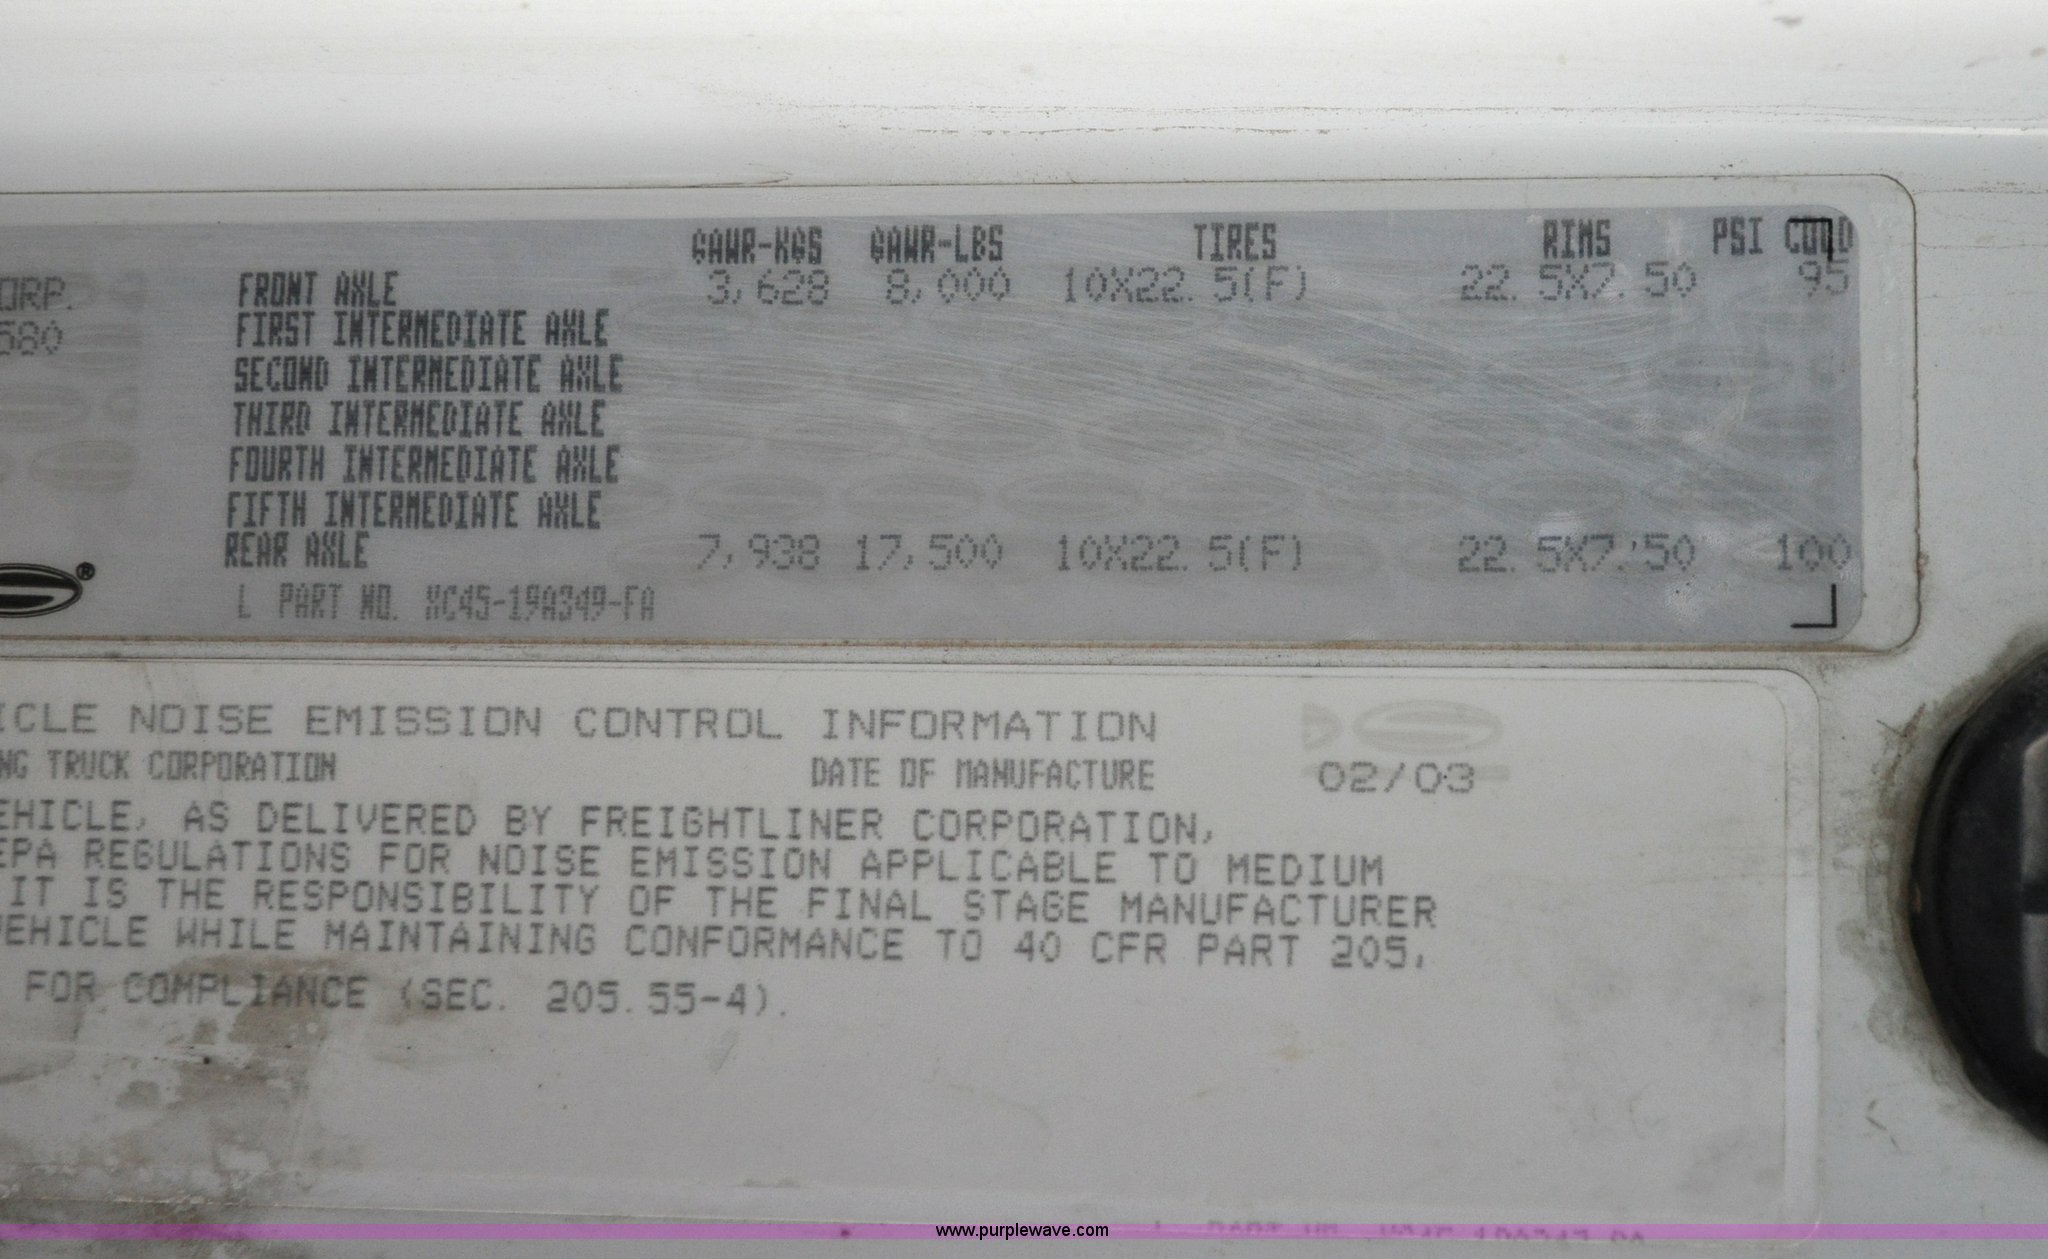 GAWR-KGS GAWR-LBS TIRES RIMS PSI COLD
ORP. FRONT AXLE 3,628 8,000 10X22.5(F) 22.5X7.50 95
580 FIRST INTERMEDIATE AXLE
SECOND INTERMEDIATE AXLE
THIRD INTERMEDIATE AXLE
FOURTH INTERMEDIATE AXLE
FIFTH INTERMEDIATE AXLE
REAR AXLE 7,938 17,500 10X22.5(F) 22.5X7.50 100
®
L PART NO. XC45-19A349-FA
ICLE NOISE EMISSION CONTROL INFORMATION
NG TRUCK CORPORATION DATE OF MANUFACTURE 02/03
EHICLE, AS DELIVERED BY FREIGHTLINER CORPORATION,
EPA REGULATIONS FOR NOISE EMISSION APPLICABLE TO MEDIUM
IT IS THE RESPONSIBILITY OF THE FINAL STAGE MANUFACTURER
VEHICLE WHILE MAINTAINING CONFORMANCE TO 40 CFR PART 205,
FOR COMPLIANCE (SEC. 205.55-4).
www.purplewave.com